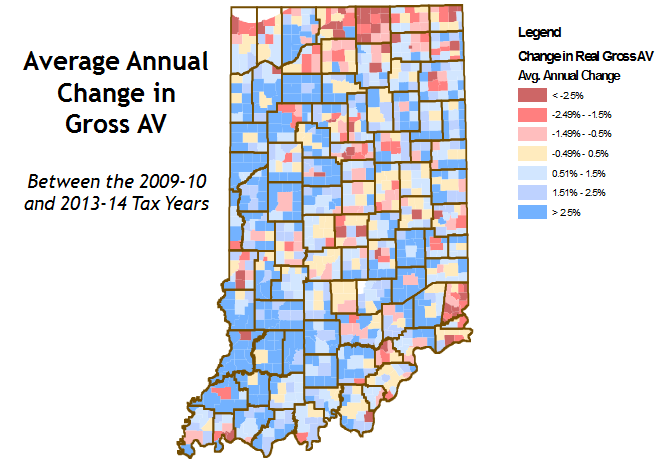 Average Annual
Change in
Gross AV
Between the 2009-10
and 2013-14 Tax Years
Legend
Change in Real Gross AV
Avg. Annual Change
< -2.5%
-2.49% - -1.5%
-1.49% - -0.5%
-0.49% - 0.5%
0.51% - 1.5%
1.51% - 2.5%
> 2.5%